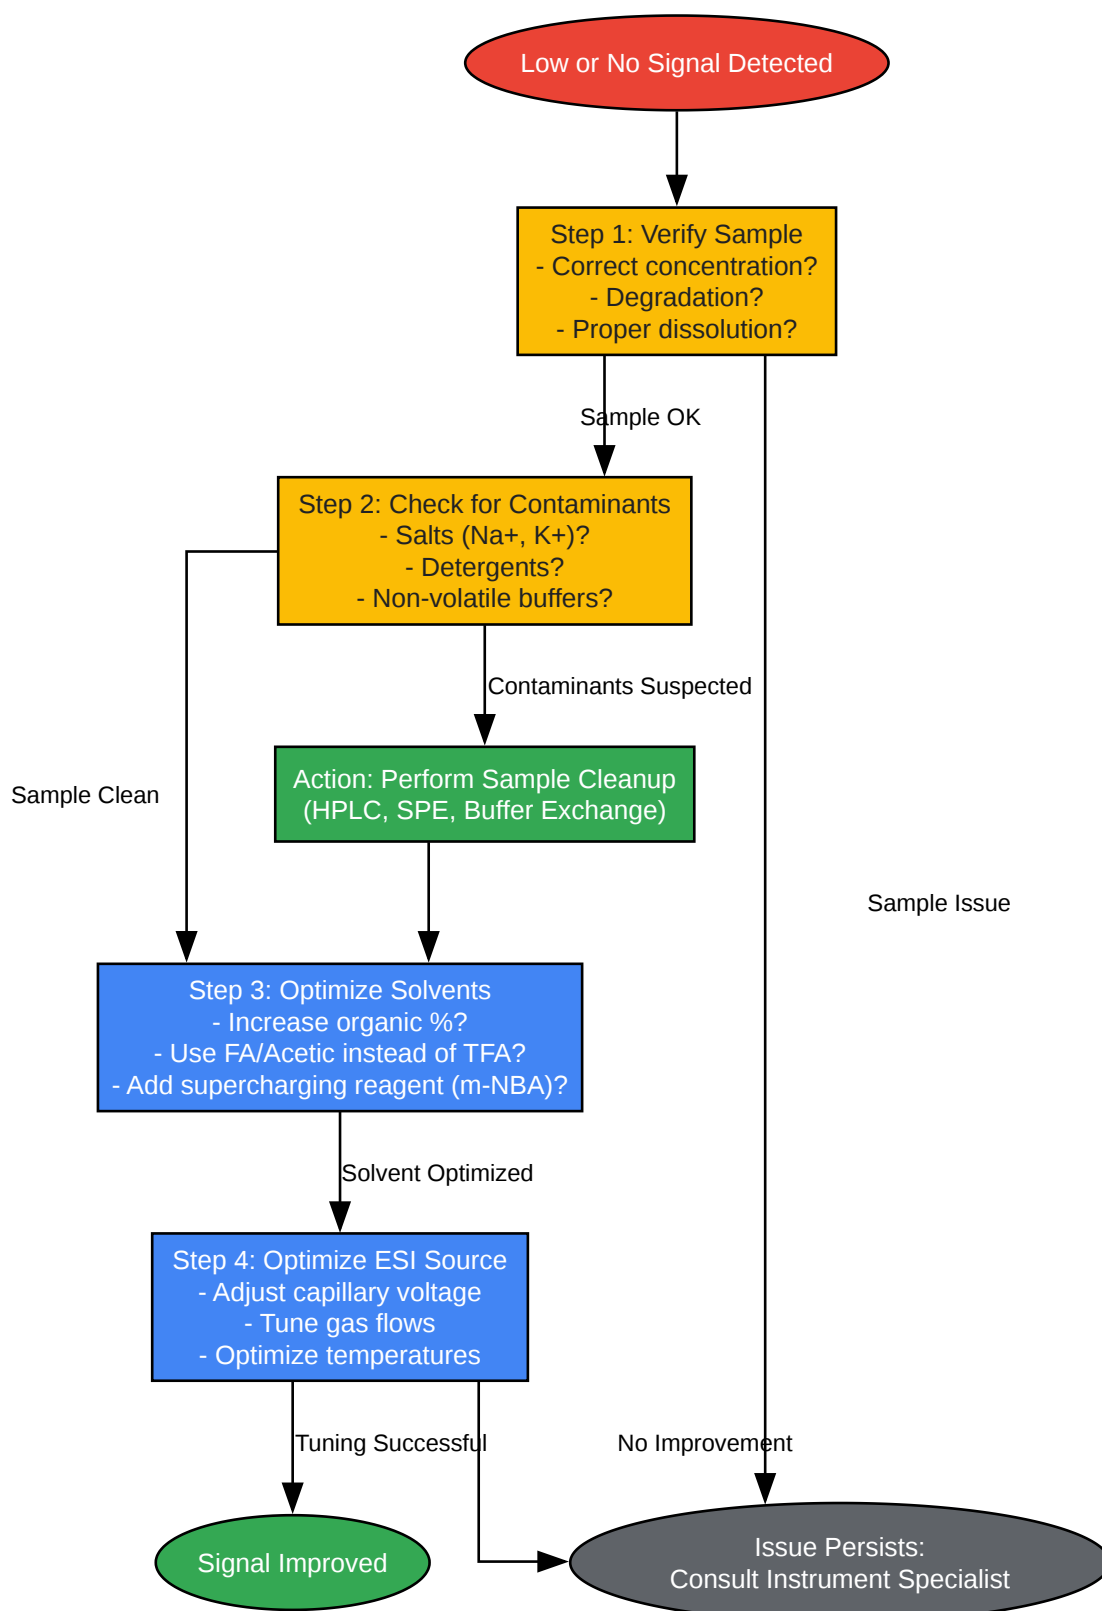 Low or No Signal Detected
Step 1: Verify Sample
- Correct concentration?
- Degradation?
- Proper dissolution?
Sample OK
Step 2: Check for Contaminants
- Salts (Na+, K+)?
- Detergents?
- Non-volatile buffers?
Contaminants Suspected
Action: Perform Sample Cleanup
(HPLC, SPE, Buffer Exchange)
Sample Clean
Sample Issue
Step 3: Optimize Solvents
- Increase organic %?
- Use FA/Acetic instead of TFA?
- Add supercharging reagent (m-NBA)?
Solvent Optimized
Step 4: Optimize ESI Source
- Adjust capillary voltage
- Tune gas flows
- Optimize temperatures
Tuning Successful
No Improvement
Signal Improved
Issue Persists:
Consult Instrument Specialist